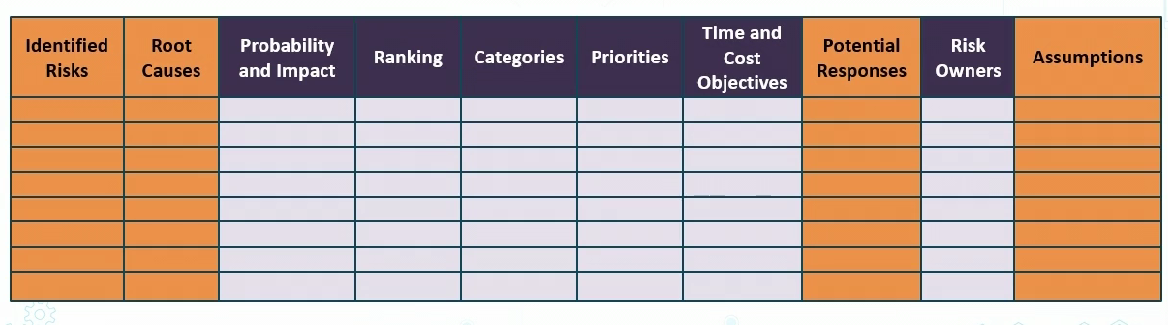 Identified
Risks
Root
Causes
Probability
and Impact
Ranking
Categories
Priorities
Time and
Cost
Objectives
Potential
Responses
Risk
Owners
Assumptions